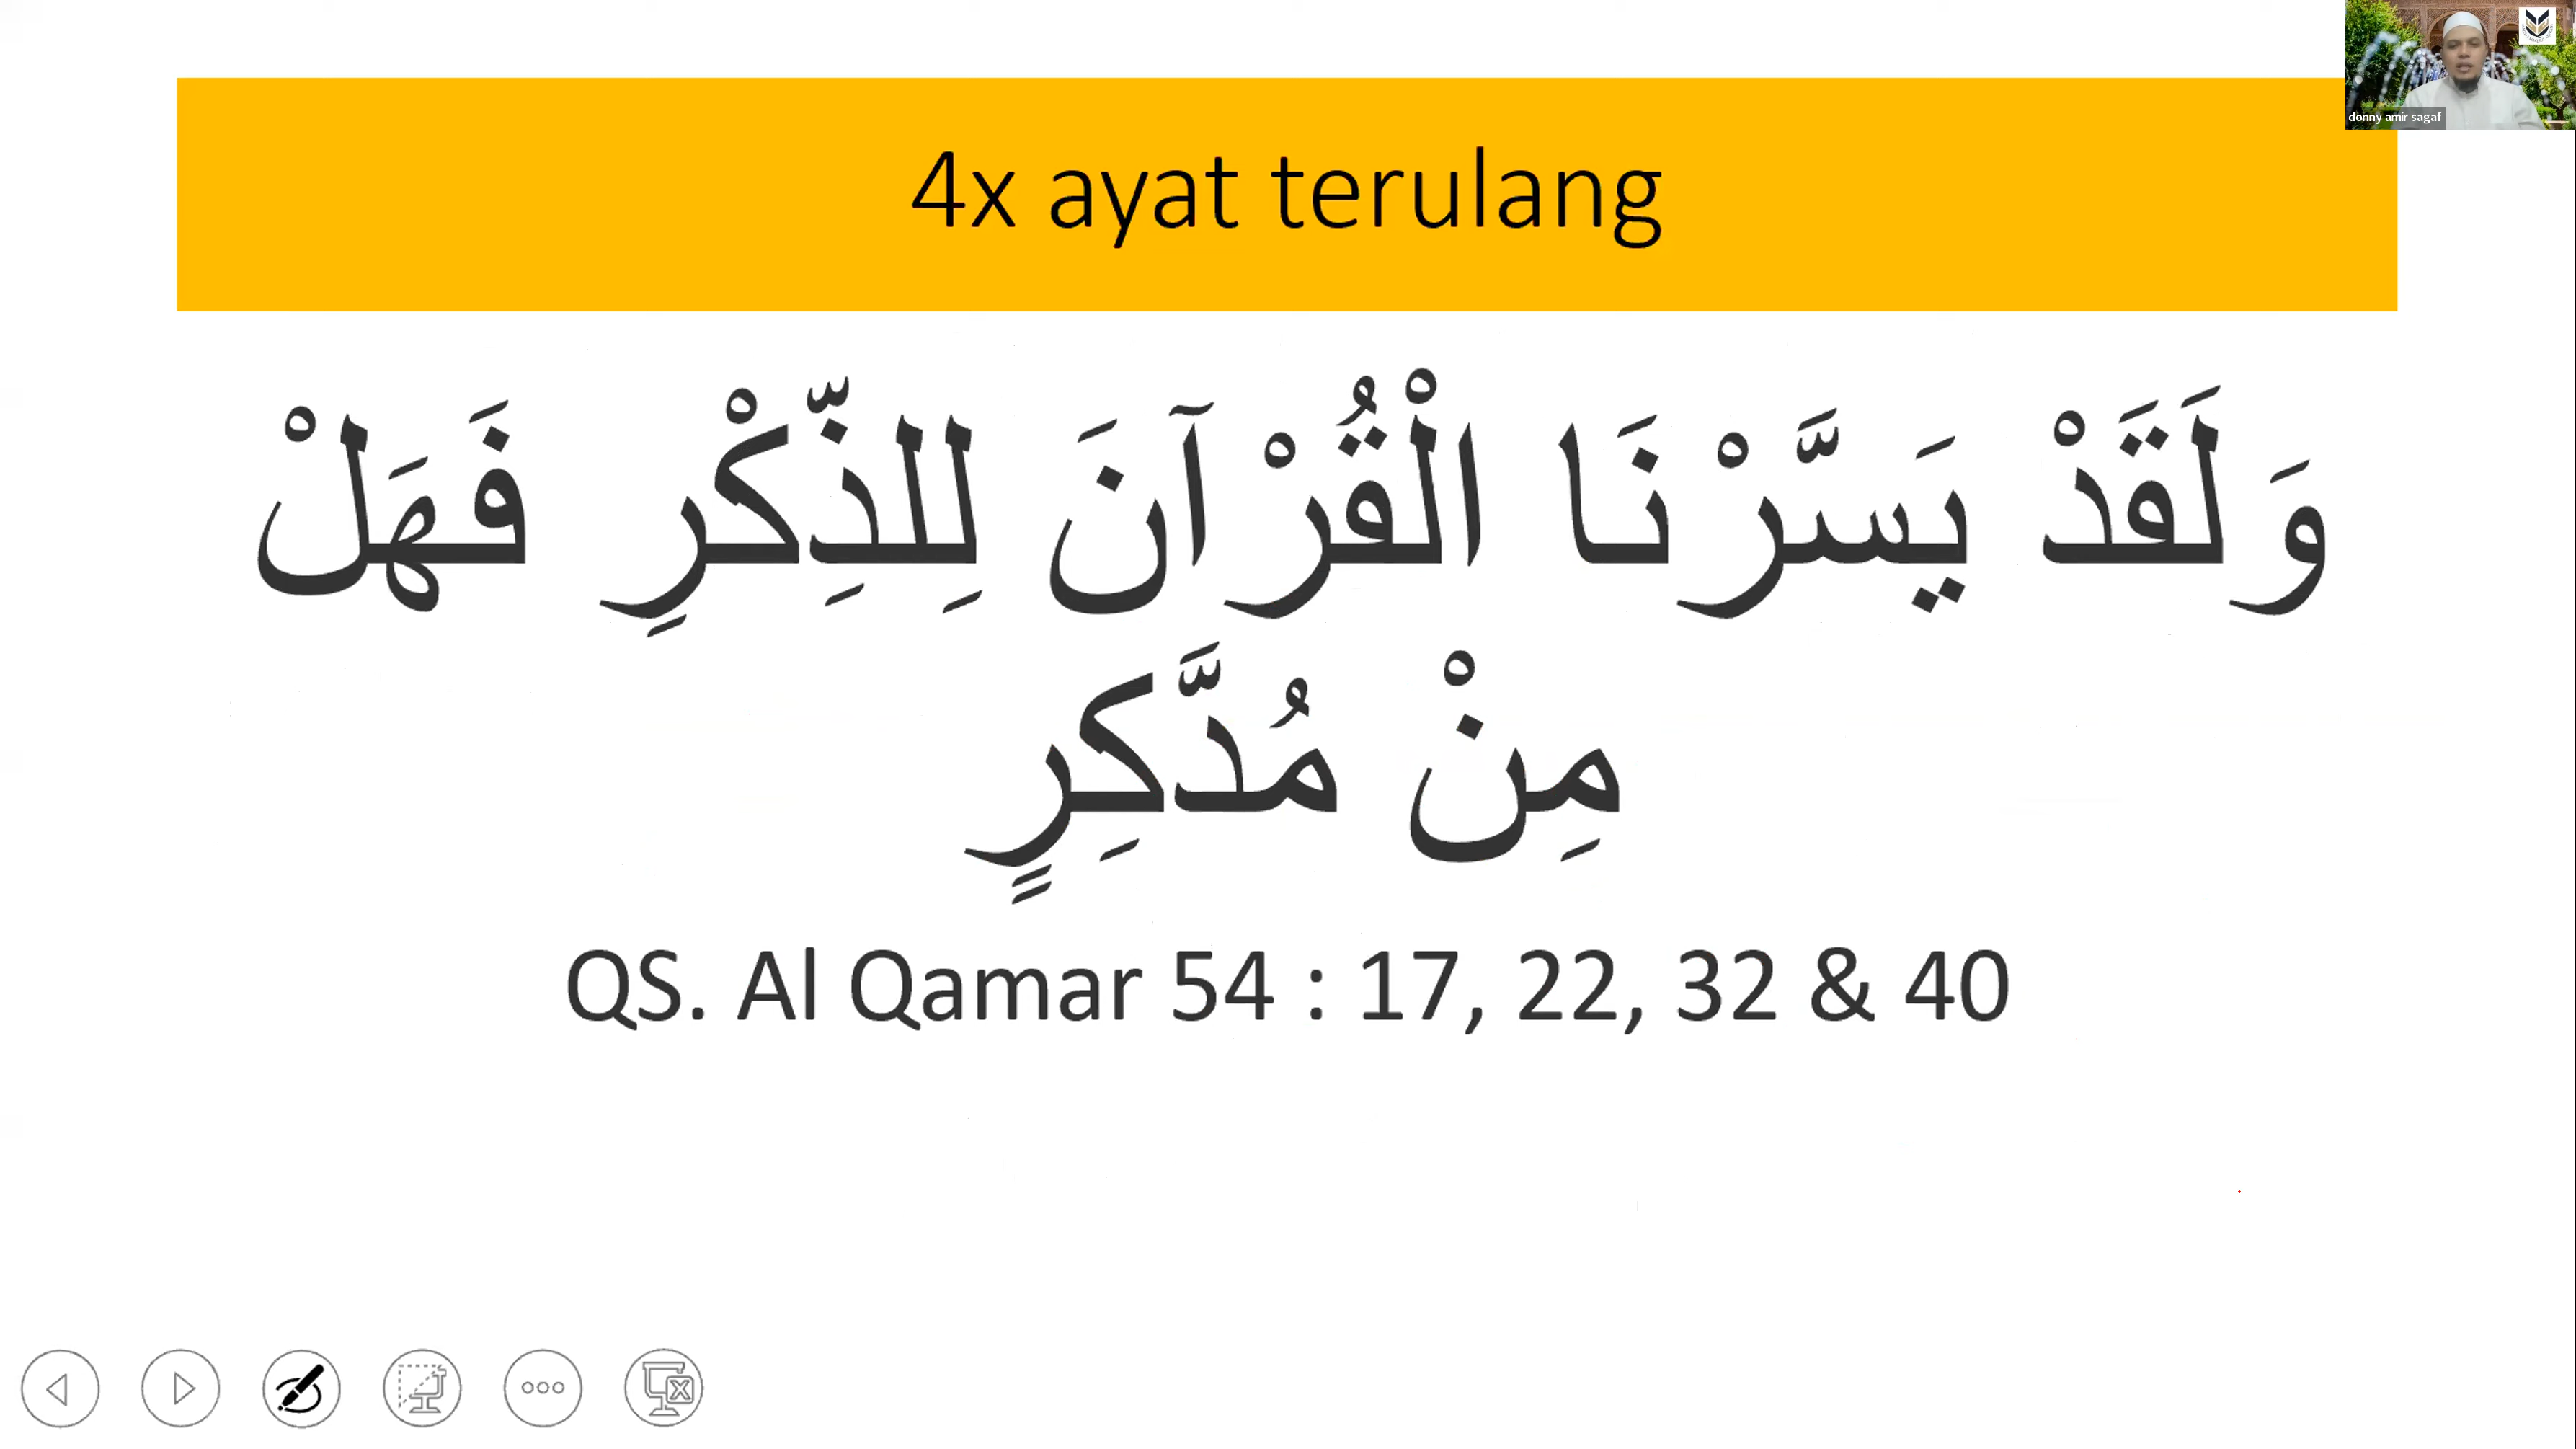 donny amir sagaf
4x ayat terulang
وَلَقَدْ يَسَّرْنَا الْقُرْآنَ لِلذِّكْرِ فَهَلْ
مِنْ مُدَّكِرٍ
QS. Al Qamar 54 : 17, 22, 32 & 40